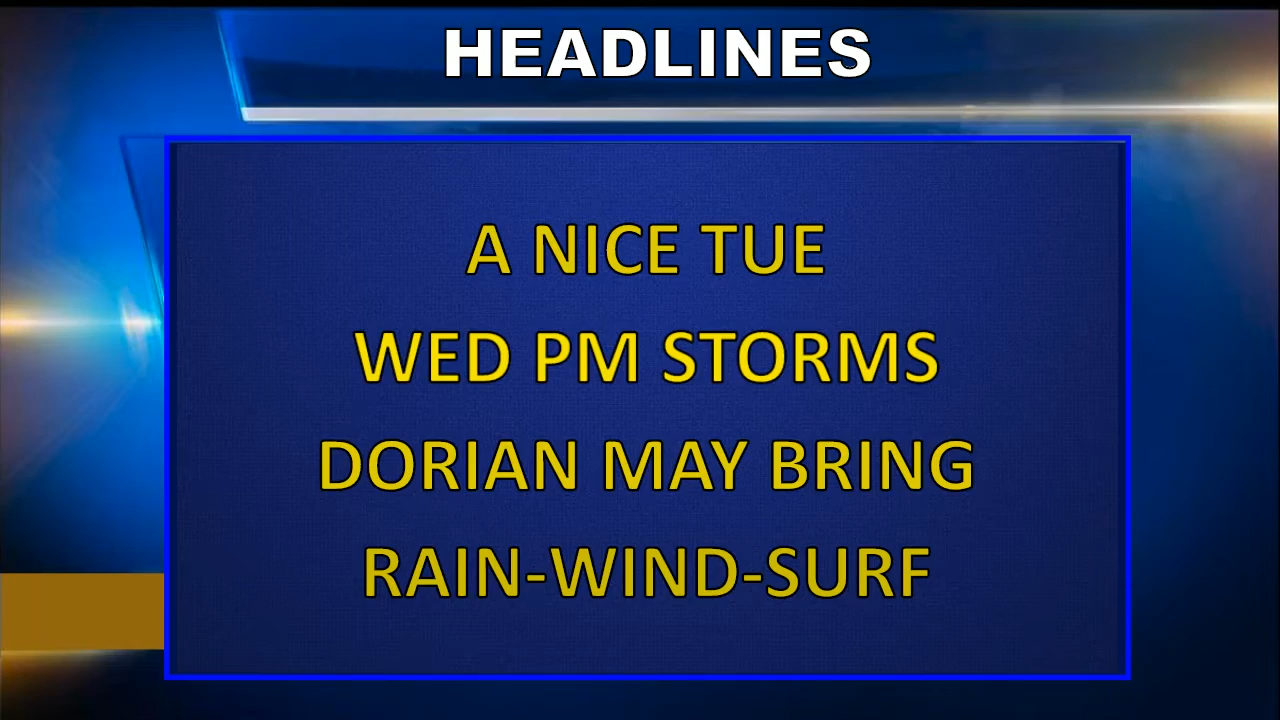 HEADLINES
A NICE TUE
WED PM STORMS
DORIAN MAY BRING
RAIN-WIND-SURF